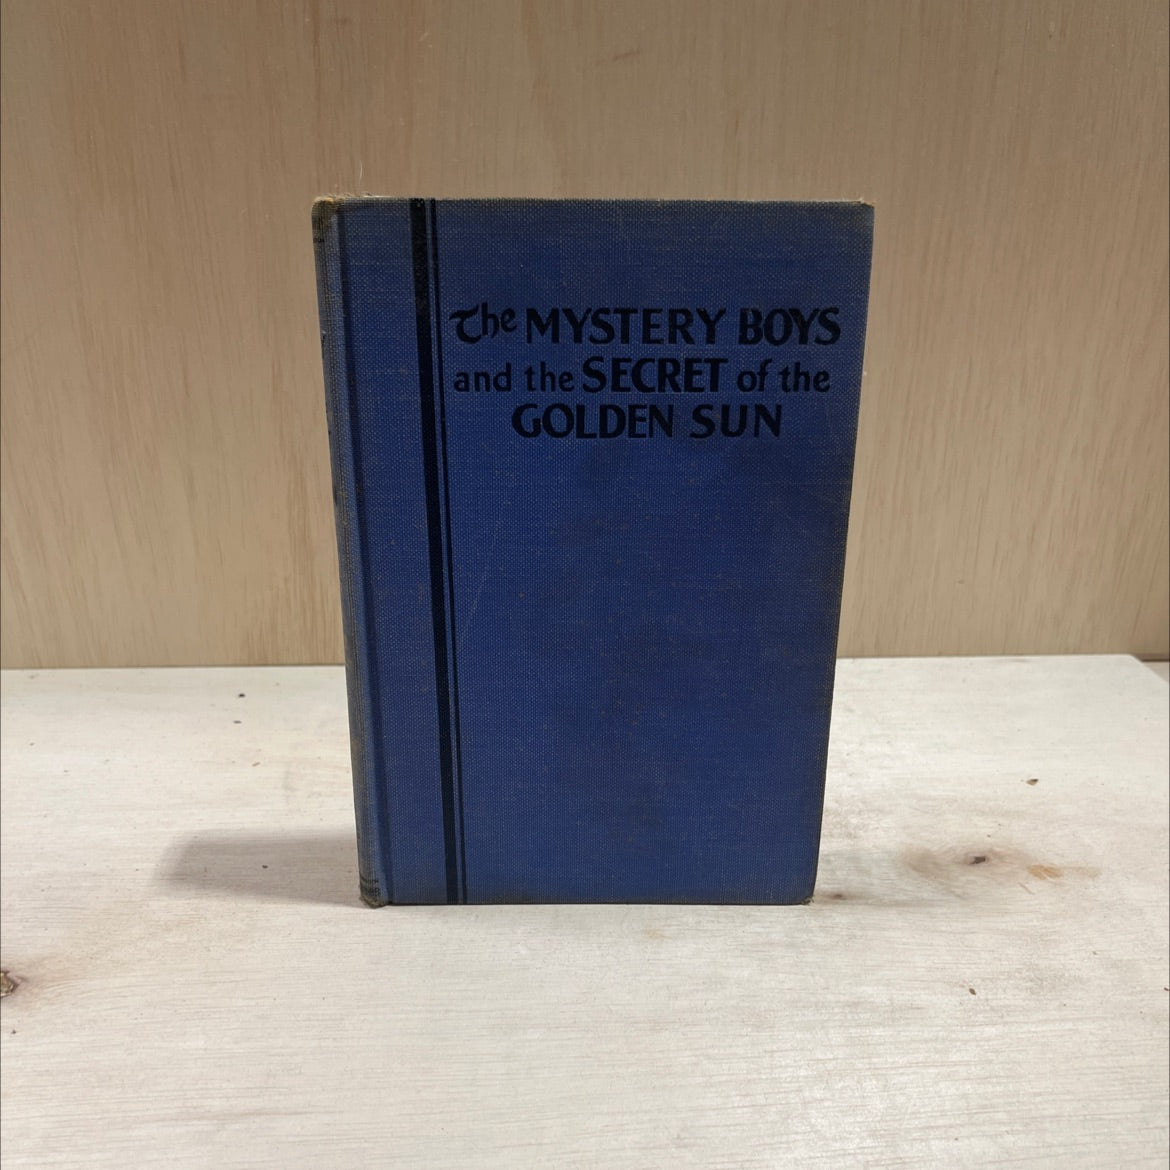 The MYSTERY BOYS
and the SECRET of the
GOLDEN SUN